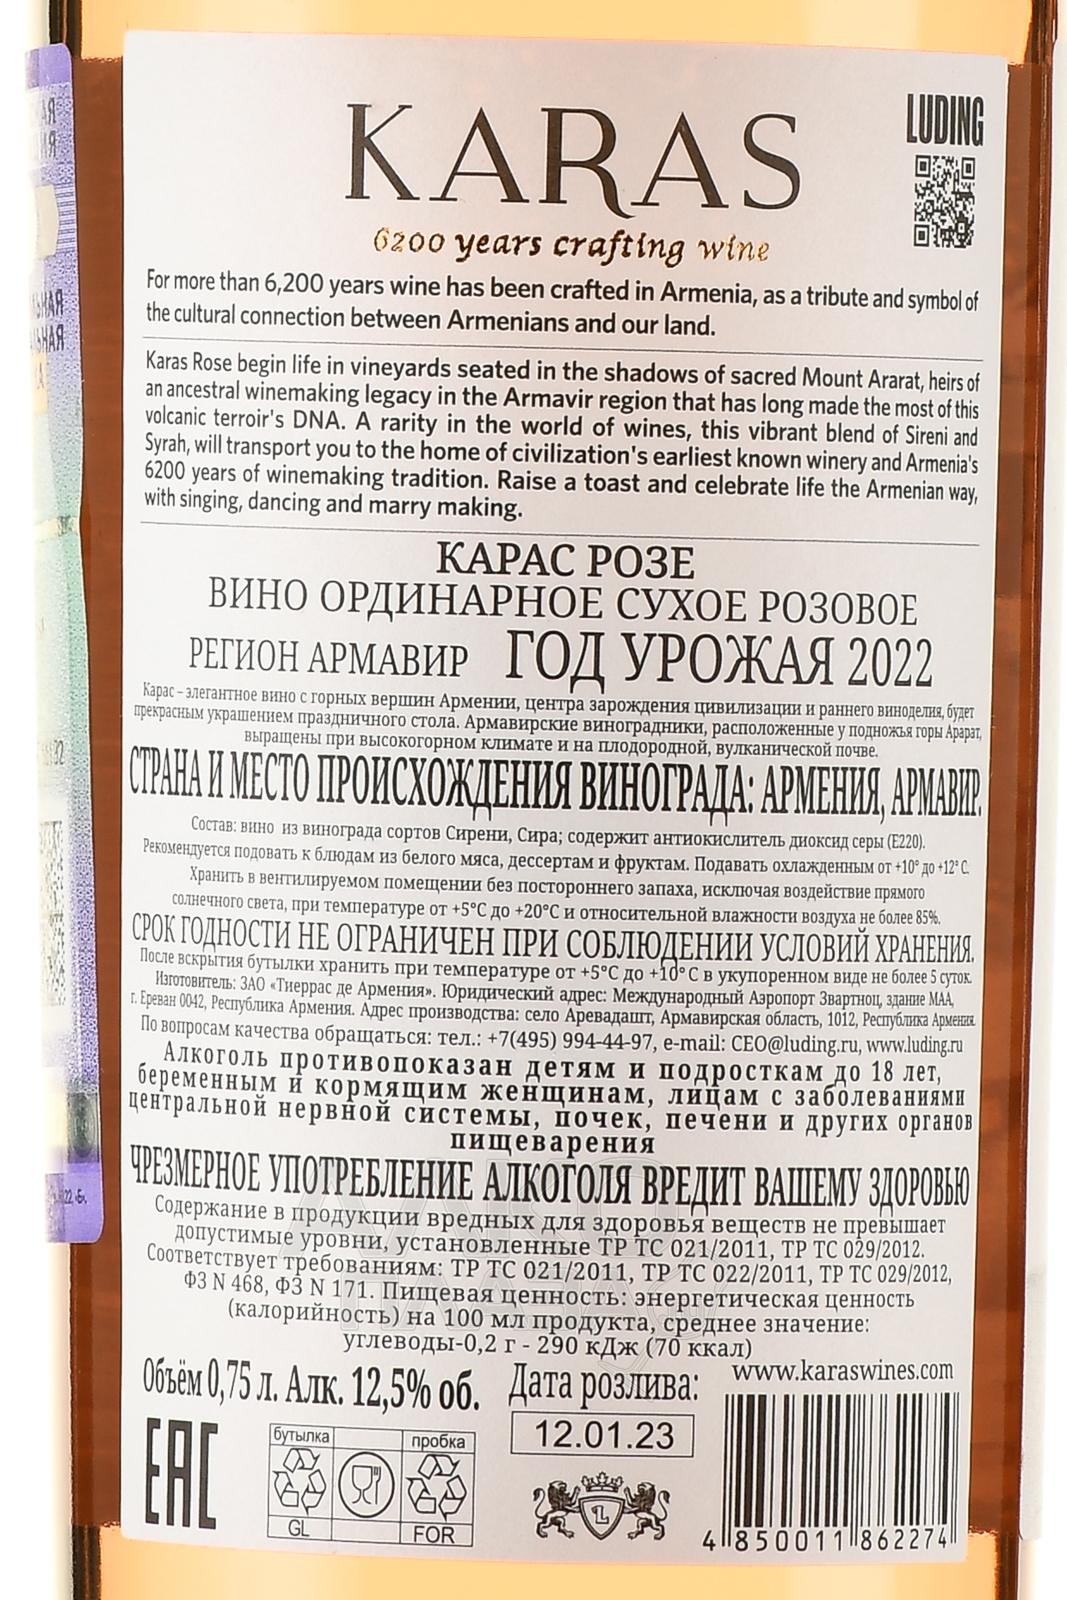 KARAS
LUDING
6200 years crafting wine
For more than 6,200 years wine has been crafted in Armenia, as a tribute and symbol of
the cultural connection between Armenians and our land.
Karas Rose begin life in vineyards seated in the shadows of sacred Mount Ararat, heirs of
an ancestral winemaking legacy in the Armavir region that has long made the most of this
volcanic terroir's DNA. A rarity in the world of wines, this vibrant blend of Sireni and
Syrah, will transport you to the home of civilization's earliest known winery and Armenia's
6200 years of winemaking tradition. Raise a toast and celebrate life the Armenian way,
with singing, dancing and marry making.
КАРАС РОЗЕ
ВИНО ОРДИНАРНОЕ СУХОЕ РОЗОВОЕ
РЕГИОН АРМАВИР ГОД УРОЖАЯ 2022
Карас – элегантное вино с горных вершин Армении, центра зарождения цивилизации и раннего виноделия, будет
прекрасным украшением праздничного стола. Армавирские виноградники, расположенные у подножья горы Арарат,
выращены при высокогорном климате и на плодородной, вулканической почве.
СТРАНА И МЕСТО ПРОИСХОЖДЕНИЯ ВИНОГРАДА: АРМЕНИЯ, АРМАВИР.
Состав: вино из винограда сортов Сирени, Сира; содержит антиокислитель диоксид серы (Е220).
Рекомендуется подовать к блюдам из белого мяса, дессертам и фруктам. Подавать охлажденным от +10° до +12° С.
Хранить в вентилируемом помещении без постороннего запаха, исключая воздействие прямого
солнечного света, при температуре от +5°С до +20°С и относительной влажности воздуха не более 85%.
СРОК ГОДНОСТИ НЕ ОГРАНИЧЕН ПРИ СОБЛЮДЕНИИ УСЛОВИЙ ХРАНЕНИЯ.
После вскрытия бутылки хранить при температуре от +5°С до +10°С в укупоренном виде не более 5 суток.
Изготовитель: ЗАО «Тиеррас де Армения». Юридический адрес: Международный Аэропорт Звартноц, здание МАА,
г. Ереван 0042, Республика Армения. Адрес производства: село Аревадашт, Армавирская область, 1012, Республика Армения.
По вопросам качества обращаться: тел.: +7(495) 994-44-97, e-mail: CEO@luding.ru, www.luding.ru
Алкоголь противопоказан детям и подросткам до 18 лет,
беременным и кормящим женщинам, лицам с заболеваниями
центральной нервной системы, почек, печени и других органов
пищеварения
ЧРЕЗМЕРНОЕ УПОТРЕБЛЕНИЕ АЛКОГОЛЯ ВРЕДИТ ВАШЕМУ ЗДОРОВЬЮ
Содержание в продукции вредных для здоровья веществ не превышает
допустимые уровни, установленные ТР ТС 021/2011, ТР ТС 029/2012.
Соответствует требованиям: ТР ТС 021/2011, ТР ТС 022/2011, ТР ТС 029/2012,
ФЗ N 468, ФЗ N 171. Пищевая ценность: энергетическая ценность
(калорийность) на 100 мл продукта, среднее значение:
углеводы-0,2 г - 290 кДж (70 ккал)
Объём 0,75 л. Алк. 12,5% об. Дата розлива: www.karaswines.com
12.01.23
EAC
бутылка пробка
GL FOR
L
4 850011 862274